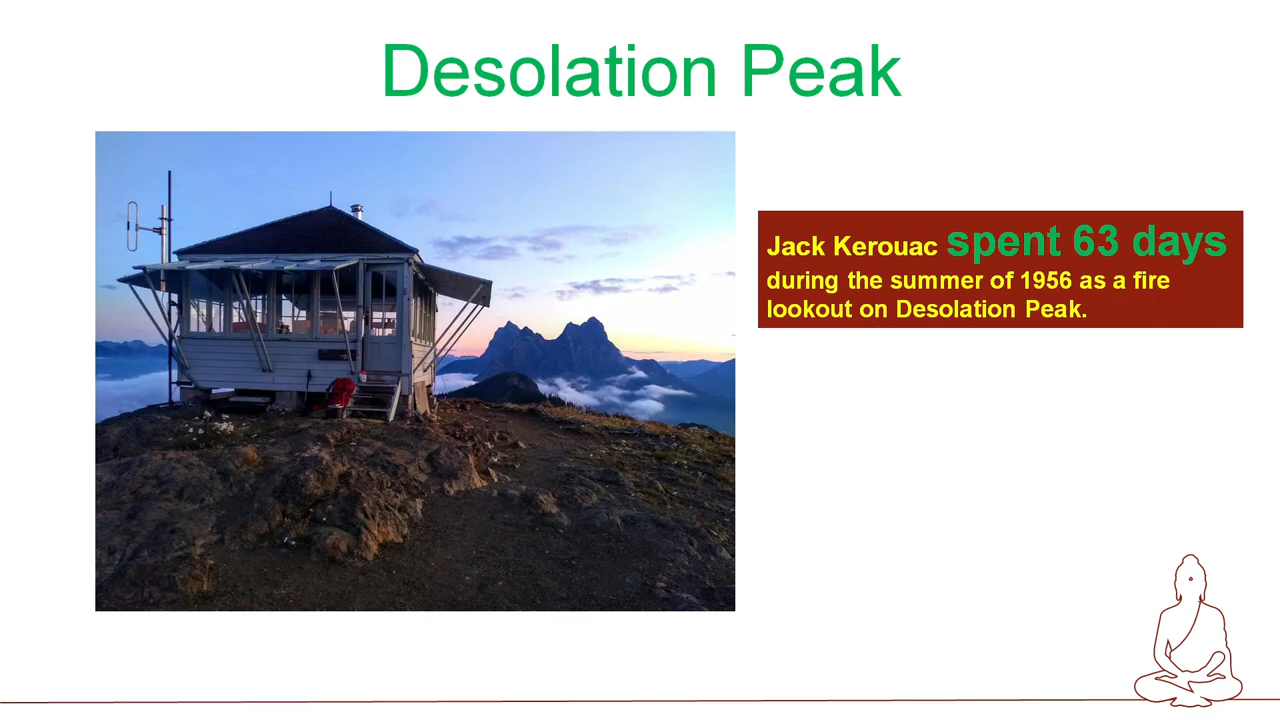 Desolation Peak
Jack Kerouac spent 63 days
during the summer of 1956 as a fire
lookout on Desolation Peak.